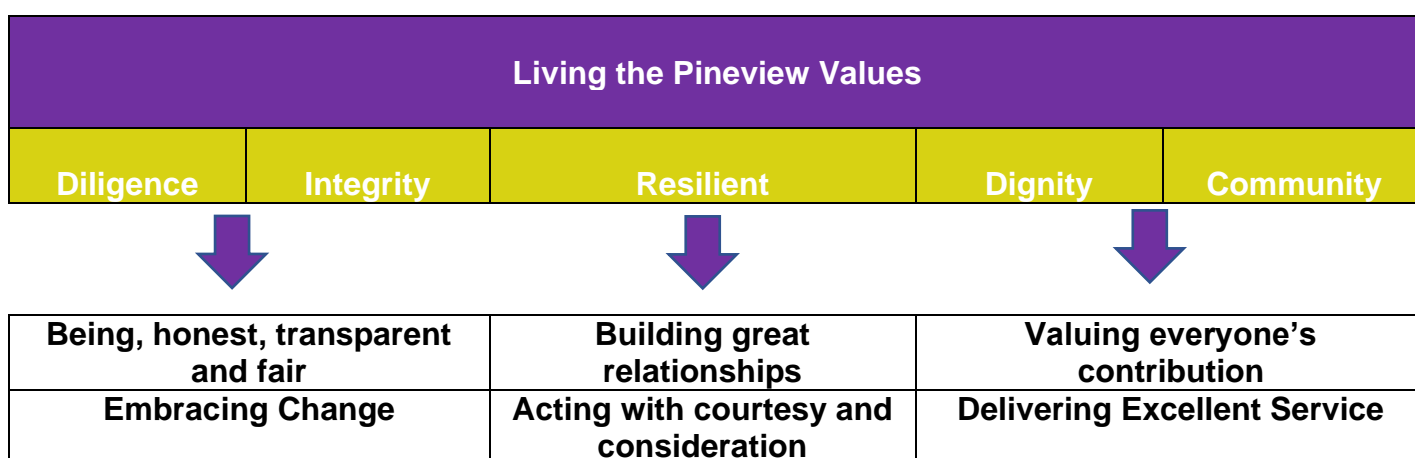 Living the Pineview Values
Diligence Integrity Resilient Dignity Community
Being, honest, transparent
and fair
Building great
relationships
Valuing everyone’s
contribution
Embracing Change
Acting with courtesy and
consideration
Delivering Excellent Service